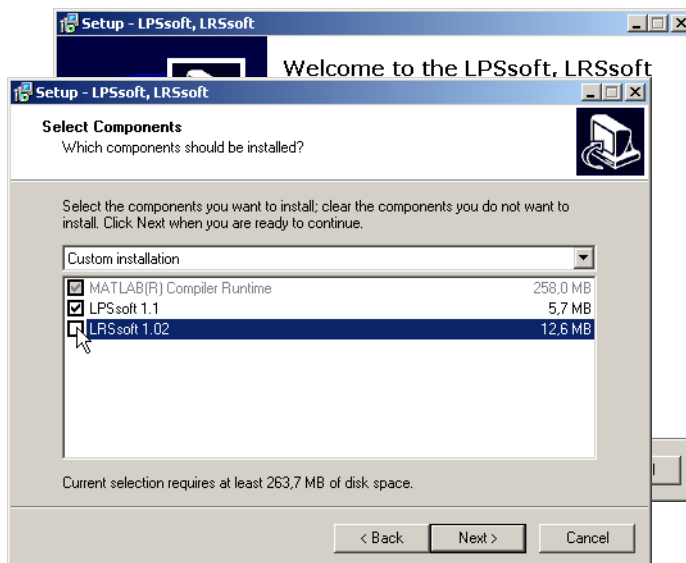 Setup - LPSsoft, LRSsoft
Welcome to the LPSsoft, LRSsoft
Setup - LPSsoft, LRSsoft
Select Components
Which components should be installed?
Select the components you want to install; clear the components you do not want to
install. Click Next when you are ready to continue.
Custom installation
MATLAB(R) Compiler Runtime 258,0 MB
LPSsoft 1.1 5,7 MB
LRSsoft 1.02 12,6 MB
Current selection requires at least 263,7 MB of disk space.
< Back Next > Cancel